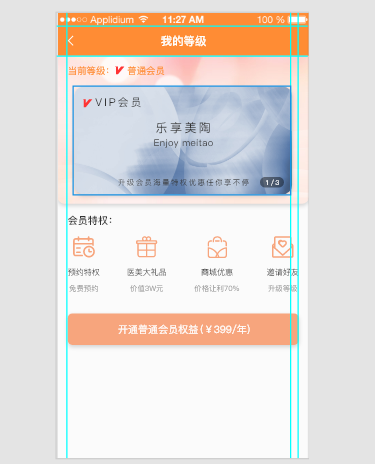 Applidium 11:27 AM 100 %
我的等级
当前等级： 普通会员
VIP会员
乐享美陶
Enjoy meitao
升级会员海量特权优惠任你享不停
1 / 3
会员特权：
预约特权 医美大礼品 商城优惠 邀请好友
免费预约 价值3W元 价格让利70% 升级等级
开通普通会员权益(￥399/年)